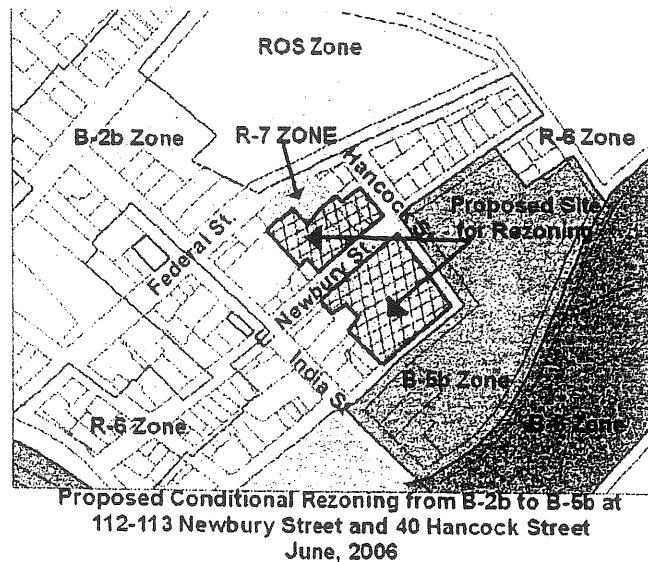 ROS Zone
B-2b Zone
R-7 ZONE
R-6 Zone
Hancock St.
Proposed Site
for Rezoning
Federal St.
Newbury St.
India St.
B-5b Zone
R-6 Zone
Zone
Proposed Conditional Rezoning from B-2b to B-5b at
112-113 Newbury Street and 40 Hancock Street
June, 2006